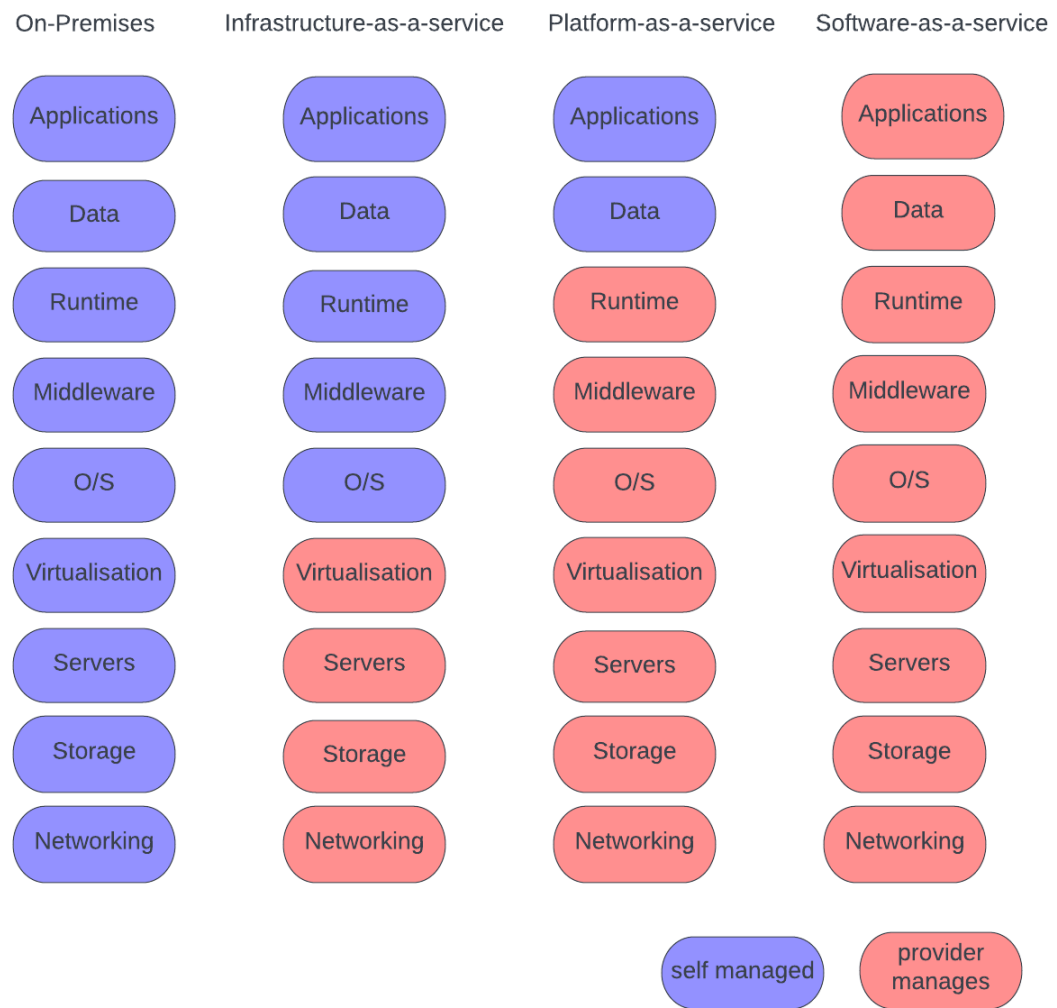 On-Premises Infrastructure-as-a-service Platform-as-a-service Software-as-a-service
Applications Applications Applications Applications
Data Data Data Data
Runtime Runtime Runtime Runtime
Middleware Middleware Middleware Middleware
O/S O/S O/S O/S
Virtualisation Virtualisation Virtualisation Virtualisation
Servers Servers Servers Servers
Storage Storage Storage Storage
Networking Networking Networking Networking
self managed
provider
manages